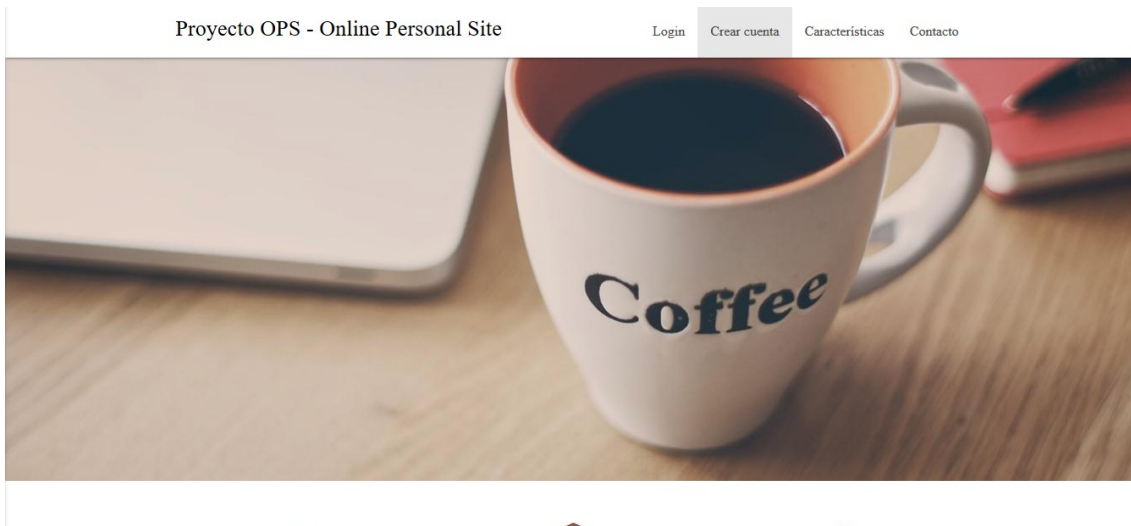 Proyecto OPS - Online Personal Site
Login Crear cuenta Características Contacto
Coffee